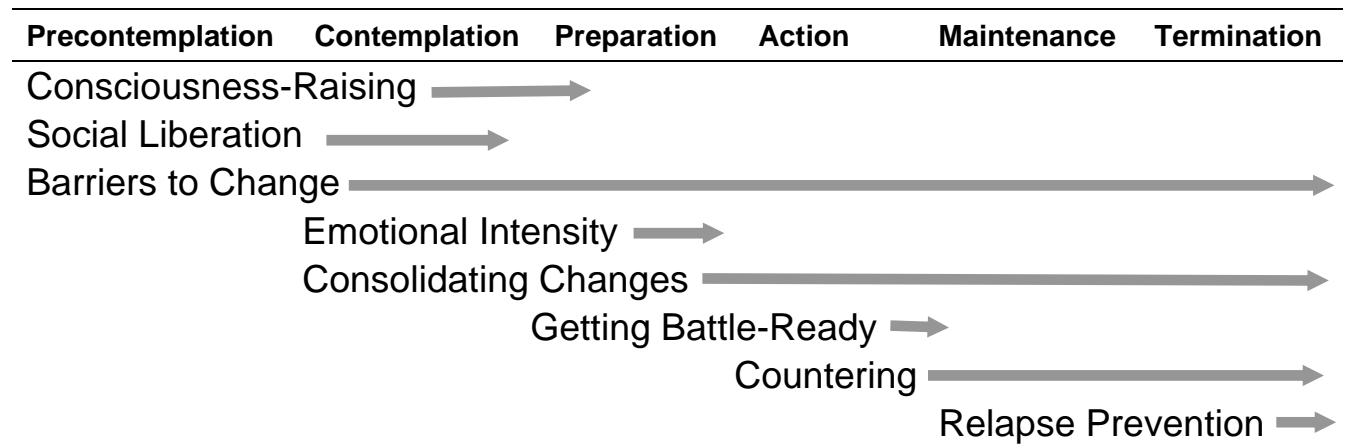 Precontemplation Contemplation Preparation Action Maintenance Termination
Consciousness-Raising
Social Liberation
Barriers to Change
Emotional Intensity
Consolidating Changes
Getting Battle-Ready
Countering
Relapse Prevention